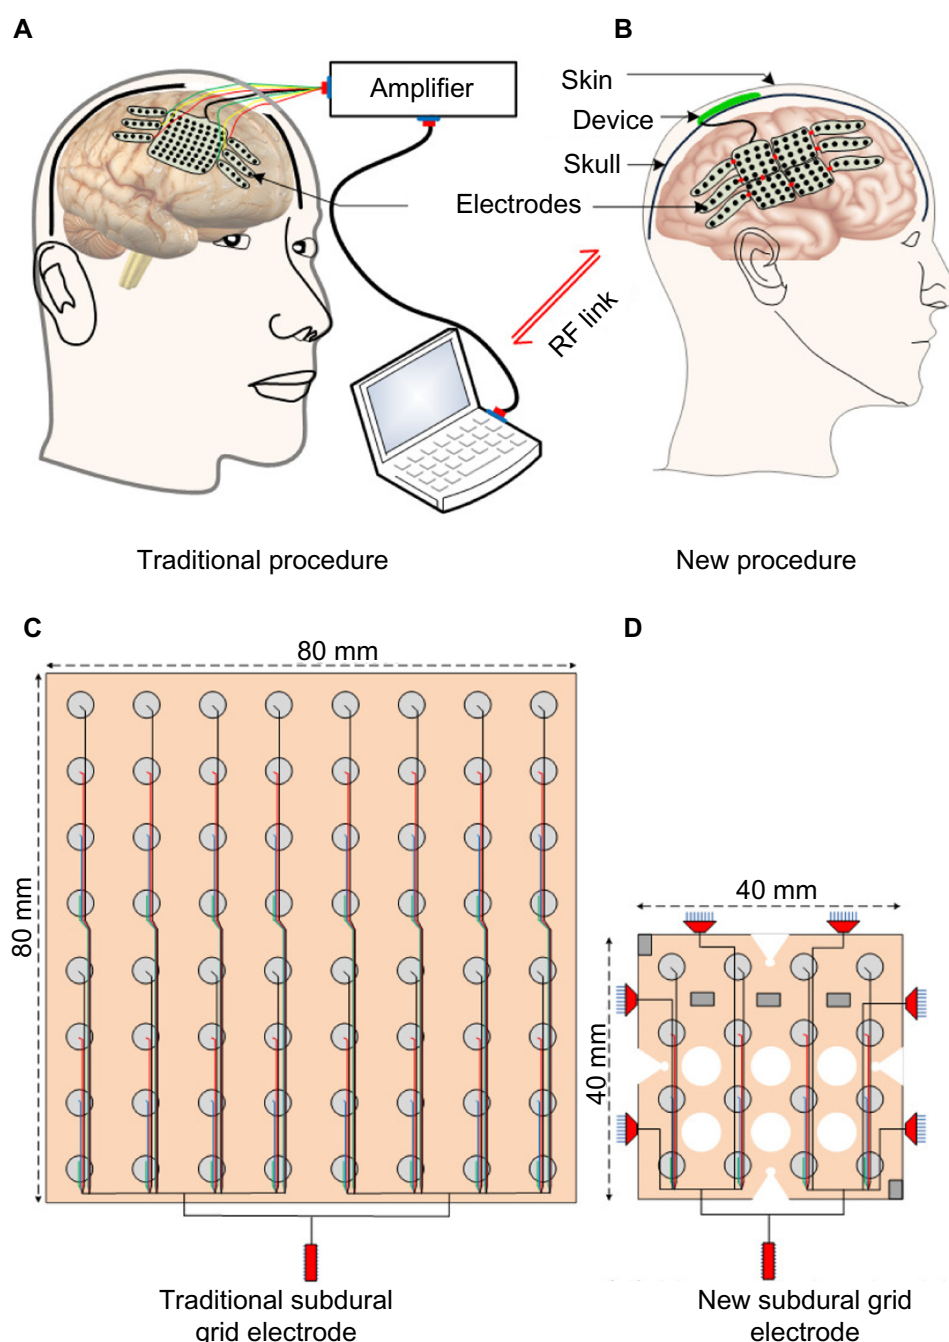 A
B
Amplifier
Skin
Device
Skull
Electrodes
RF link
Traditional procedure
New procedure
C
D
80 mm
80 mm
40 mm
40 mm
Traditional subdural
grid electrode
New subdural grid
electrode